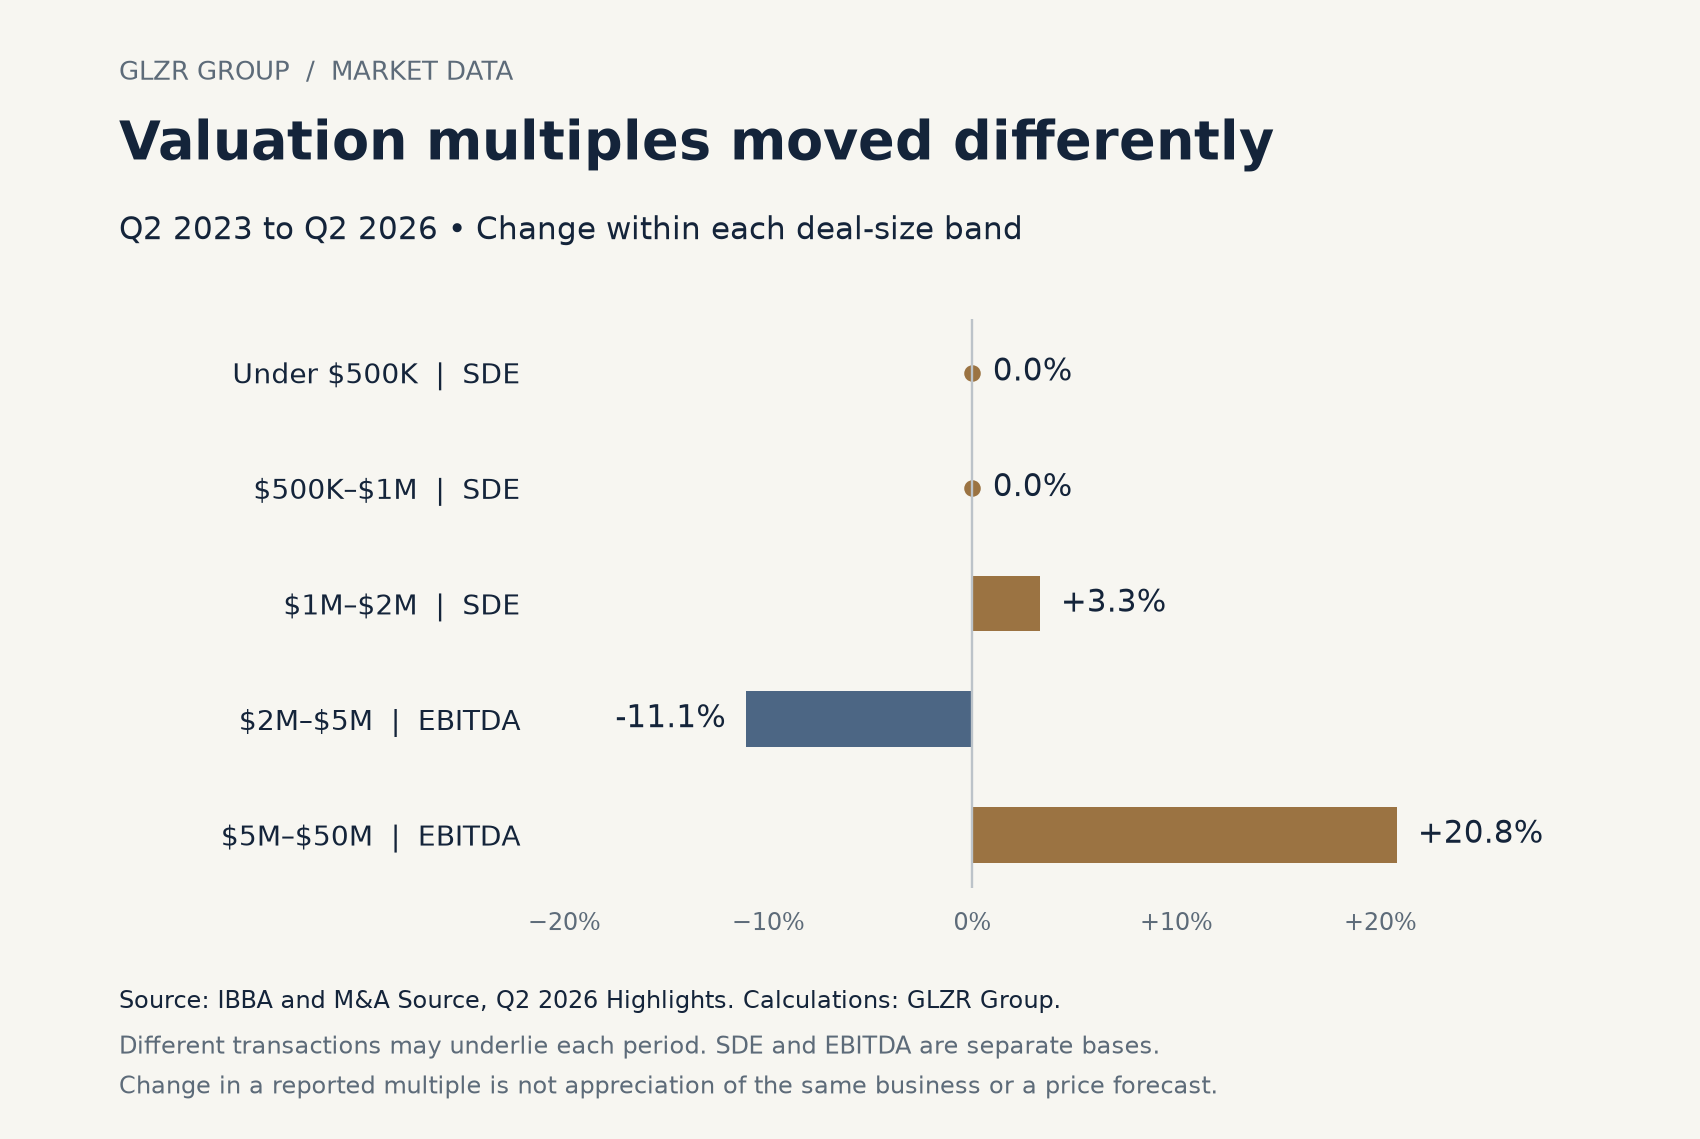 GLZR GROUP / MARKET DATA
Valuation multiples moved differently
Q2 2023 to Q2 2026 • Change within each deal-size band
Under $500K | SDE
0.0%
$500K–$1M | SDE
0.0%
$1M–$2M | SDE
+3.3%
$2M–$5M | EBITDA
-11.1%
$5M–$50M | EBITDA
+20.8%
−20% −10% 0% +10% +20%
Source: IBBA and M&A Source, Q2 2026 Highlights. Calculations: GLZR Group.
Different transactions may underlie each period. SDE and EBITDA are separate bases.
Change in a reported multiple is not appreciation of the same business or a price forecast.